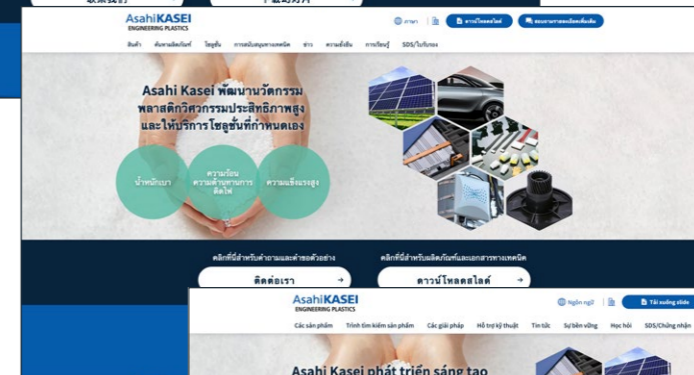 AsahiKASEI
ENGINEERING PLASTICS
ภาษา
ดาวน์โหลดสไลด์
สอบถามรายละเอียดเพิ่มเติม
สินค้า ค้นหาผลิตภัณฑ์ โซลูชั่น การสนับสนุนทางเทคนิค ข่าว ความยั่งยืน การเรียนรู้ SDS/ใบรับรอง
Asahi Kasei พัฒนานวัตกรรม
พลาสติกวิศวกรรมประสิทธิภาพสูง
และให้บริการโซลูชั่นที่กำหนดเอง
น้ำหนักเบา
ความร้อน
ความต้านทานการ
ติดไฟ
ความแข็งแรงสูง
คลิกที่นี่สำหรับคำถามและคำขอตัวอย่าง
คลิกที่นี่สำหรับผลิตภัณฑ์และเอกสารทางเทคนิค
ติดต่อเรา →
ดาวน์โหลดสไลด์ →
AsahiKASEI
ENGINEERING PLASTICS
Ngôn ngữ
Tải xuống slide
Các sản phẩm Trình tìm kiếm sản phẩm Các giải pháp Hỗ trợ kỹ thuật Tin tức Sự bền vững Học hỏi SDS/Chứng nhận
Asahi Kasei phát triển sáng tạo